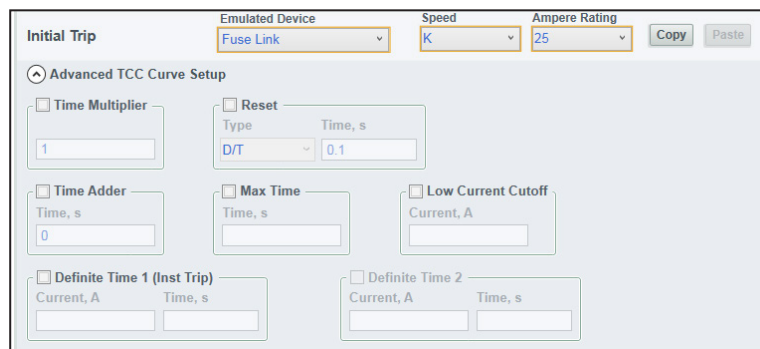 Initial Trip
Emulated Device
Speed
Ampere Rating
Fuse Link
K
25
Copy
Paste
Advanced TCC Curve Setup
Time Multiplier
Reset
Type
Time, s
1
D/T
0.1
Time Adder
Max Time
Low Current Cutoff
Time, s
Time, s
Current, A
0
Definite Time 1 (Inst Trip)
Definite Time 2
Current, A
Time, s
Current, A
Time, s